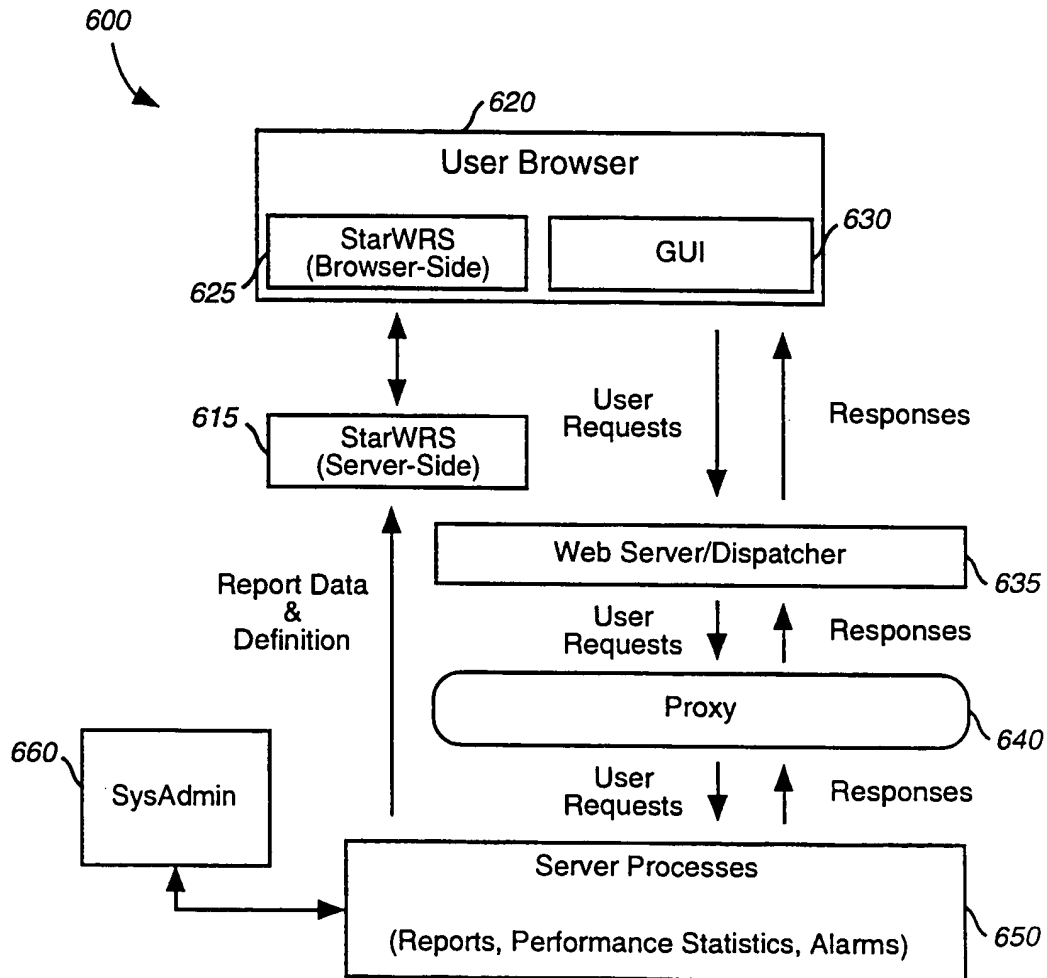 600
620
User Browser
StarWRS
(Browser-Side)
625
GUI
630
615
StarWRS
(Server-Side)
User
Requests
Responses
Report Data
&
Definition
Web Server/Dispatcher
635
User
Requests
Responses
Proxy
640
660
SysAdmin
User
Requests
Responses
Server Processes
(Reports, Performance Statistics, Alarms)
650